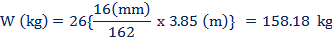 W (kg) = 26{16(mm)/162 x 3.85 (m)} = 158.18 kg